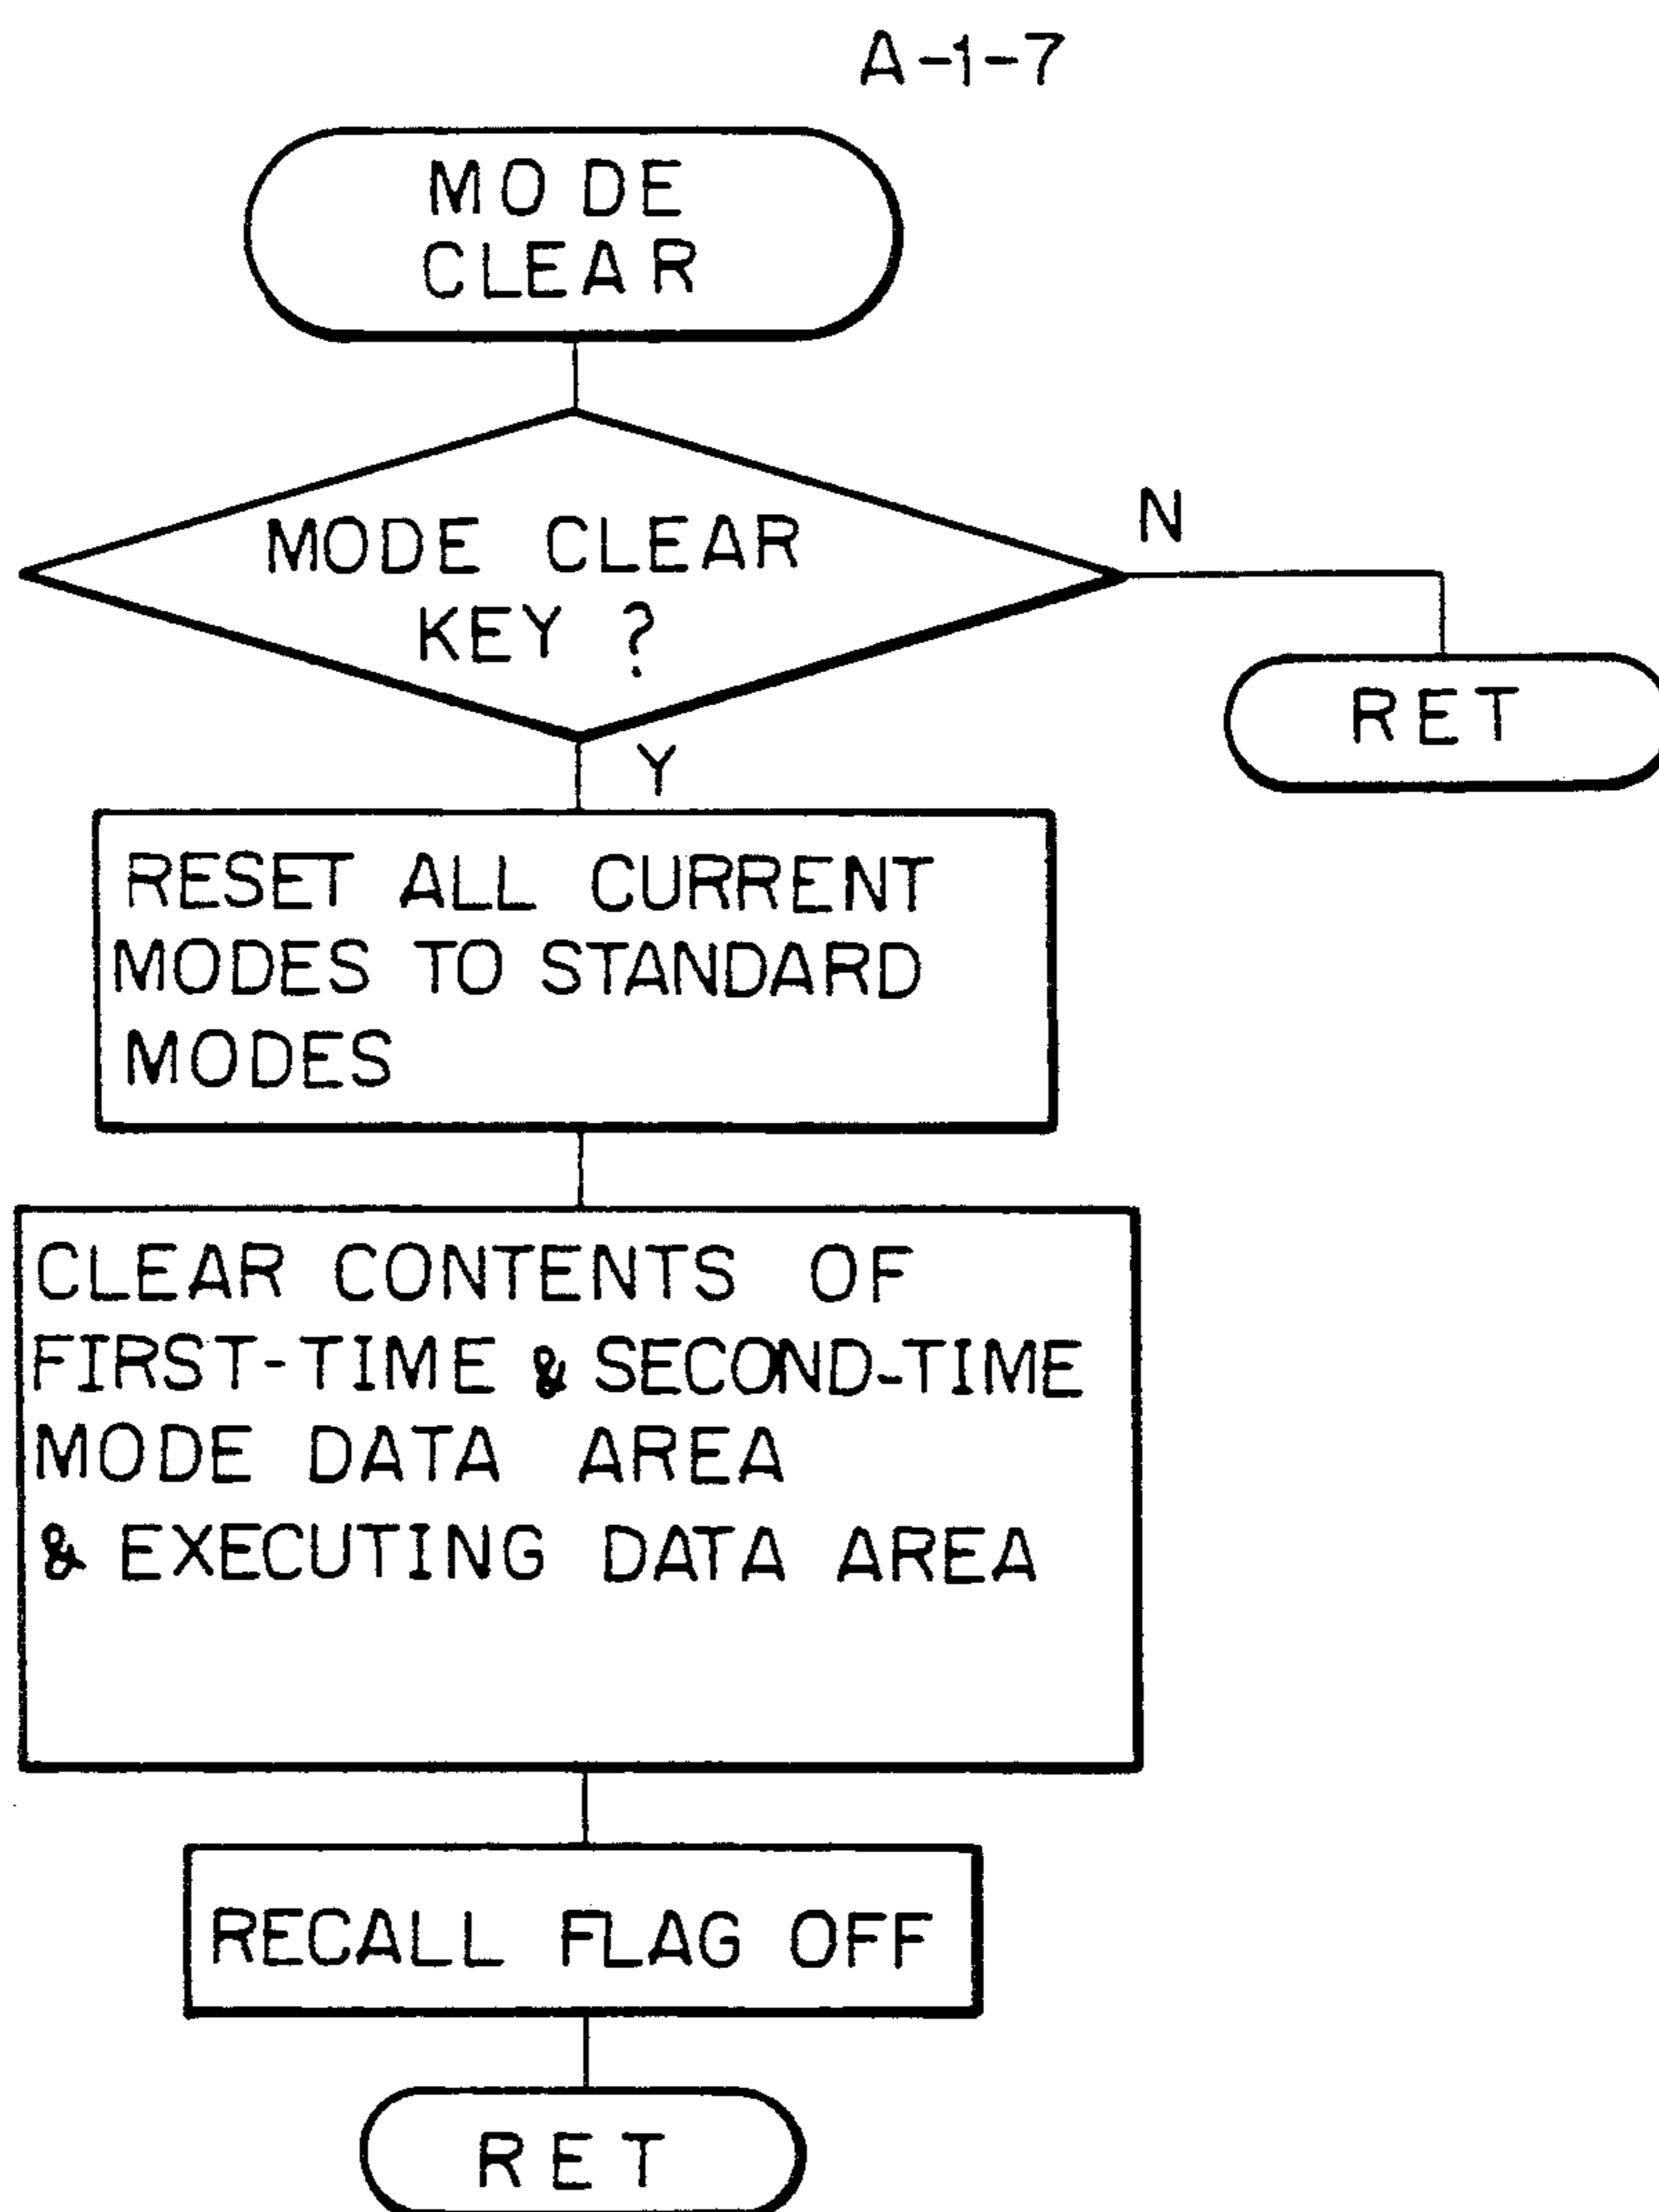 A-1-7
MODE
CLEAR
MODE CLEAR
KEY ?
N
RET
Y
RESET ALL CURRENT
MODES TO STANDARD
MODES
CLEAR CONTENTS OF
FIRST-TIME & SECOND-TIME
MODE DATA AREA
& EXECUTING DATA AREA
RECALL FLAG OFF
RET